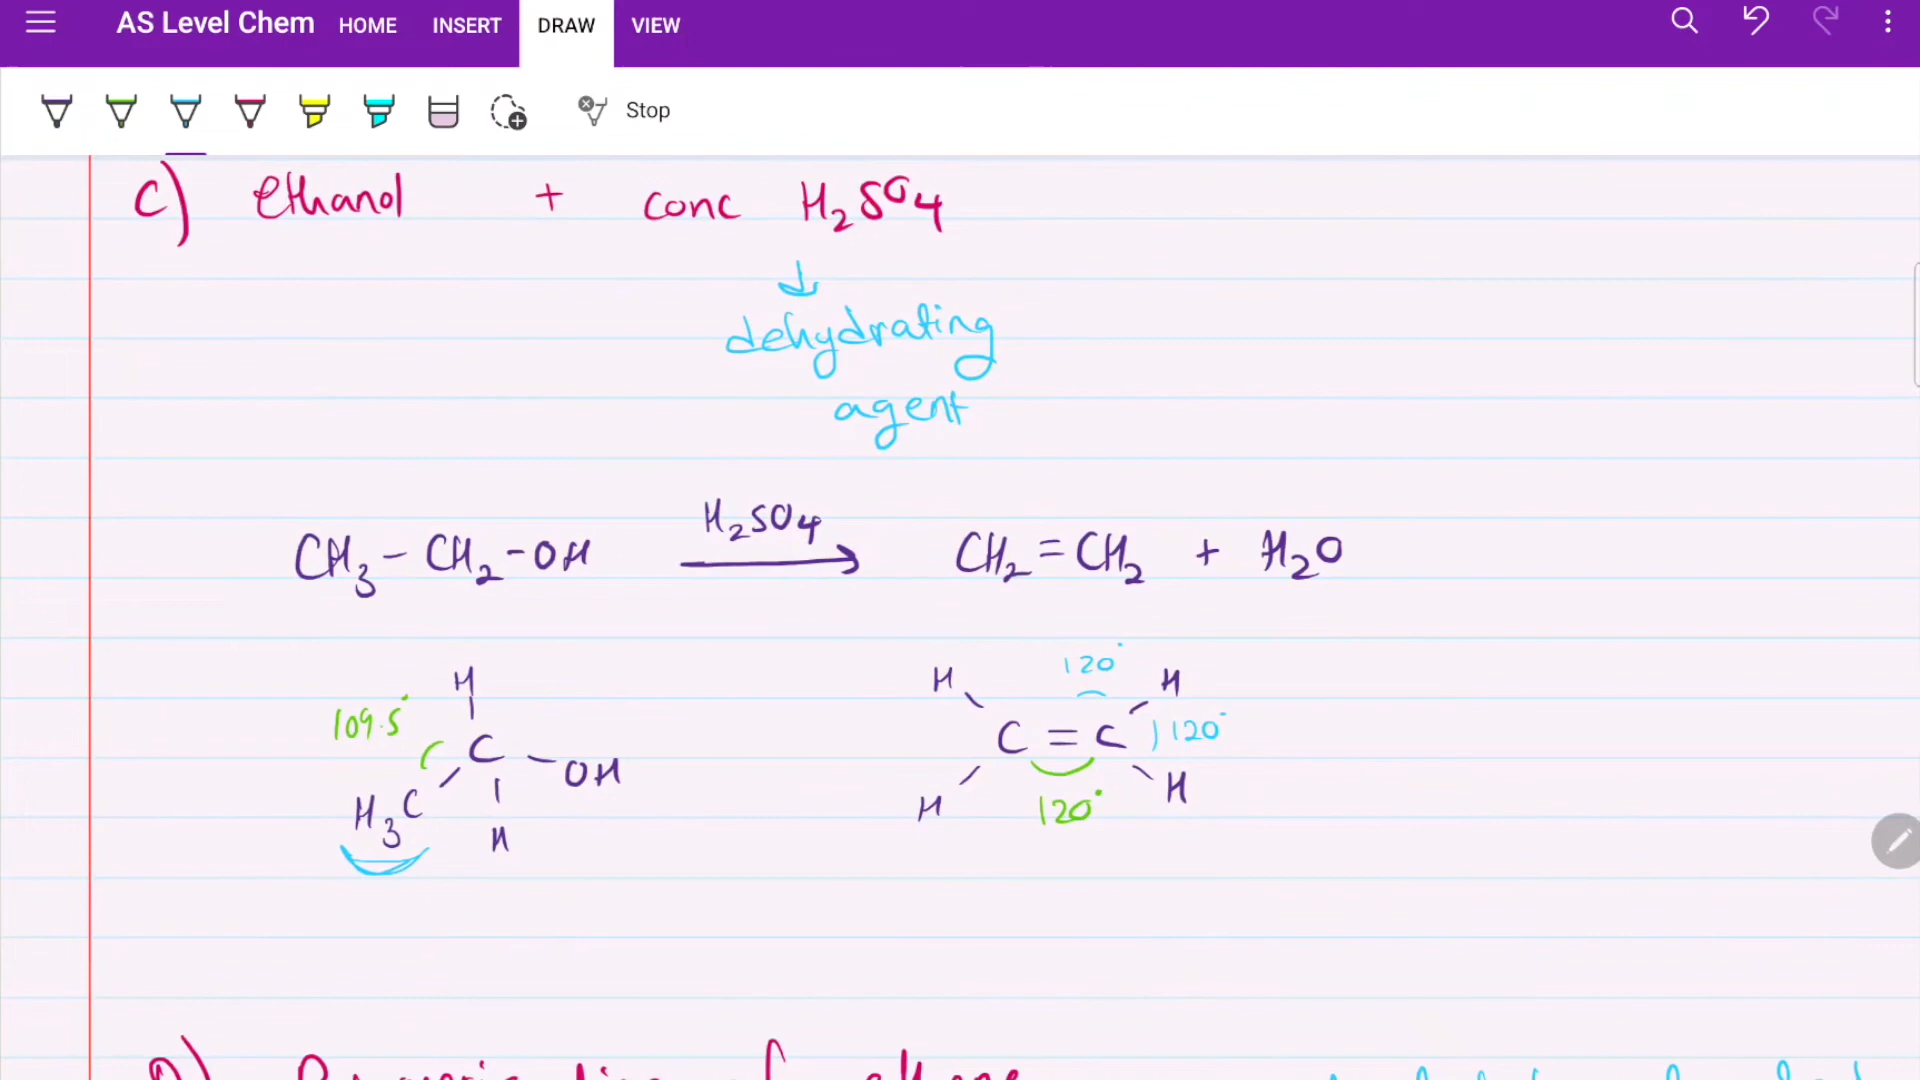 AS Level Chem HOME INSERT DRAW VIEW
Stop
C) ethanol + conc H₂SO₄
dehydrating
agent
H₂SO₄
CH₃ - CH₂ - OH → CH₂ = CH₂ + H₂O
H
109.5°
C - OH
H₃C
H
120°
H H
C = C 120°
H H
120°